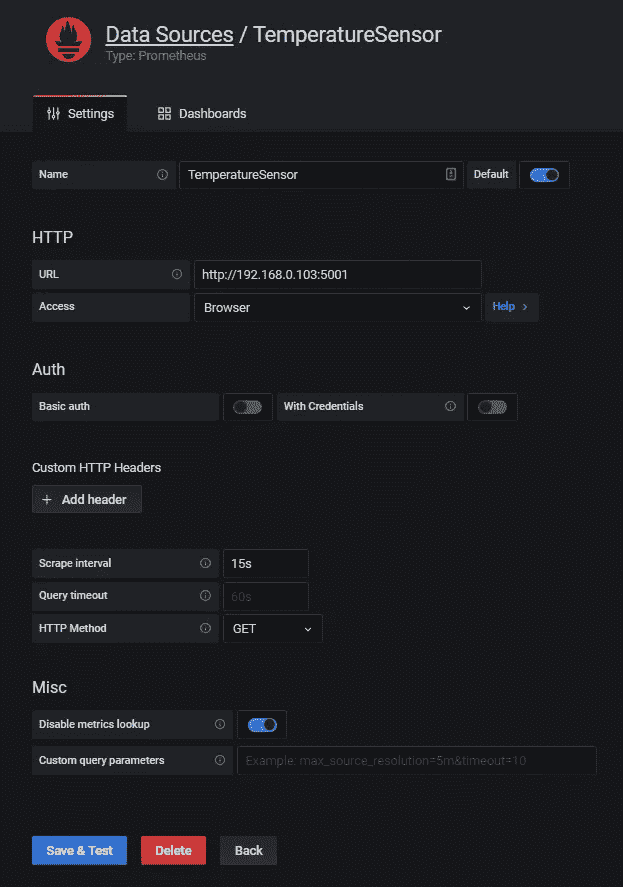 Data Sources / TemperatureSensor
Type: Prometheus
Settings Dashboards
Name TemperatureSensor Default
HTTP
URL http://192.168.0.103:5001
Access Browser Help
Auth
Basic auth With Credentials
Custom HTTP Headers
+ Add header
Scrape interval 15s
Query timeout 60s
HTTP Method GET
Misc
Disable metrics lookup
Custom query parameters Example: max_source_resolution=5m&timeout=10
Save & Test Delete Back